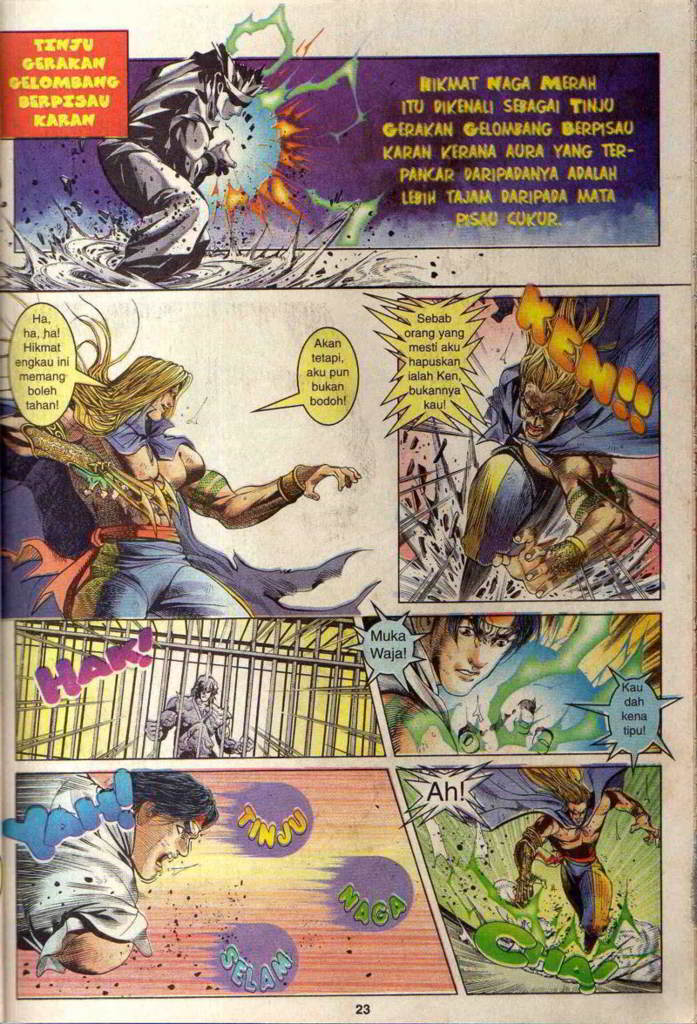 TINJU
GERAKAN
GELOMBANG
BERPISAU
KARAN
HIKMAT NAGA MERAH
ITU DIKENALI SEBAGAI TINJU
GERAKAN GELOMBANG BERPISAU
KARAN KERANA AURA YANG TER-
PANCAR DARIPADANYA ADALAH
LEBIH TAJAM DARIPADA MATA
PISAU CUKUR.
Ha,
ha, ha!
Hikmat
engkau ini
memang
boleh
tahan!
Akan
tetapi,
aku pun
bukan
bodoh!
Sebab
orang yang
mesti aku
hapuskan
ialah Ken,
bukannya
kau!
KEN!!
HAK!
Muka
Waja!
Kau
dah
kena
tipu!
YAH!
TINJU
NAGA
SELAM
Ah!
CHA!
23